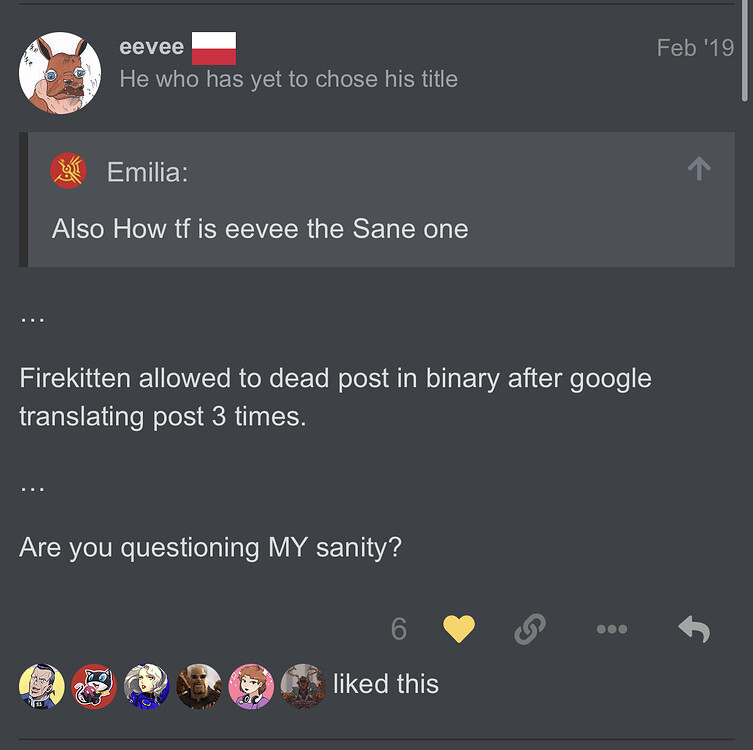 eevee
Feb '19
He who has yet to chose his title
Emilia:
Also How tf is eevee the Sane one
...
Firekitten allowed to dead post in binary after google
translating post 3 times.
...
Are you questioning MY sanity?
6
liked this